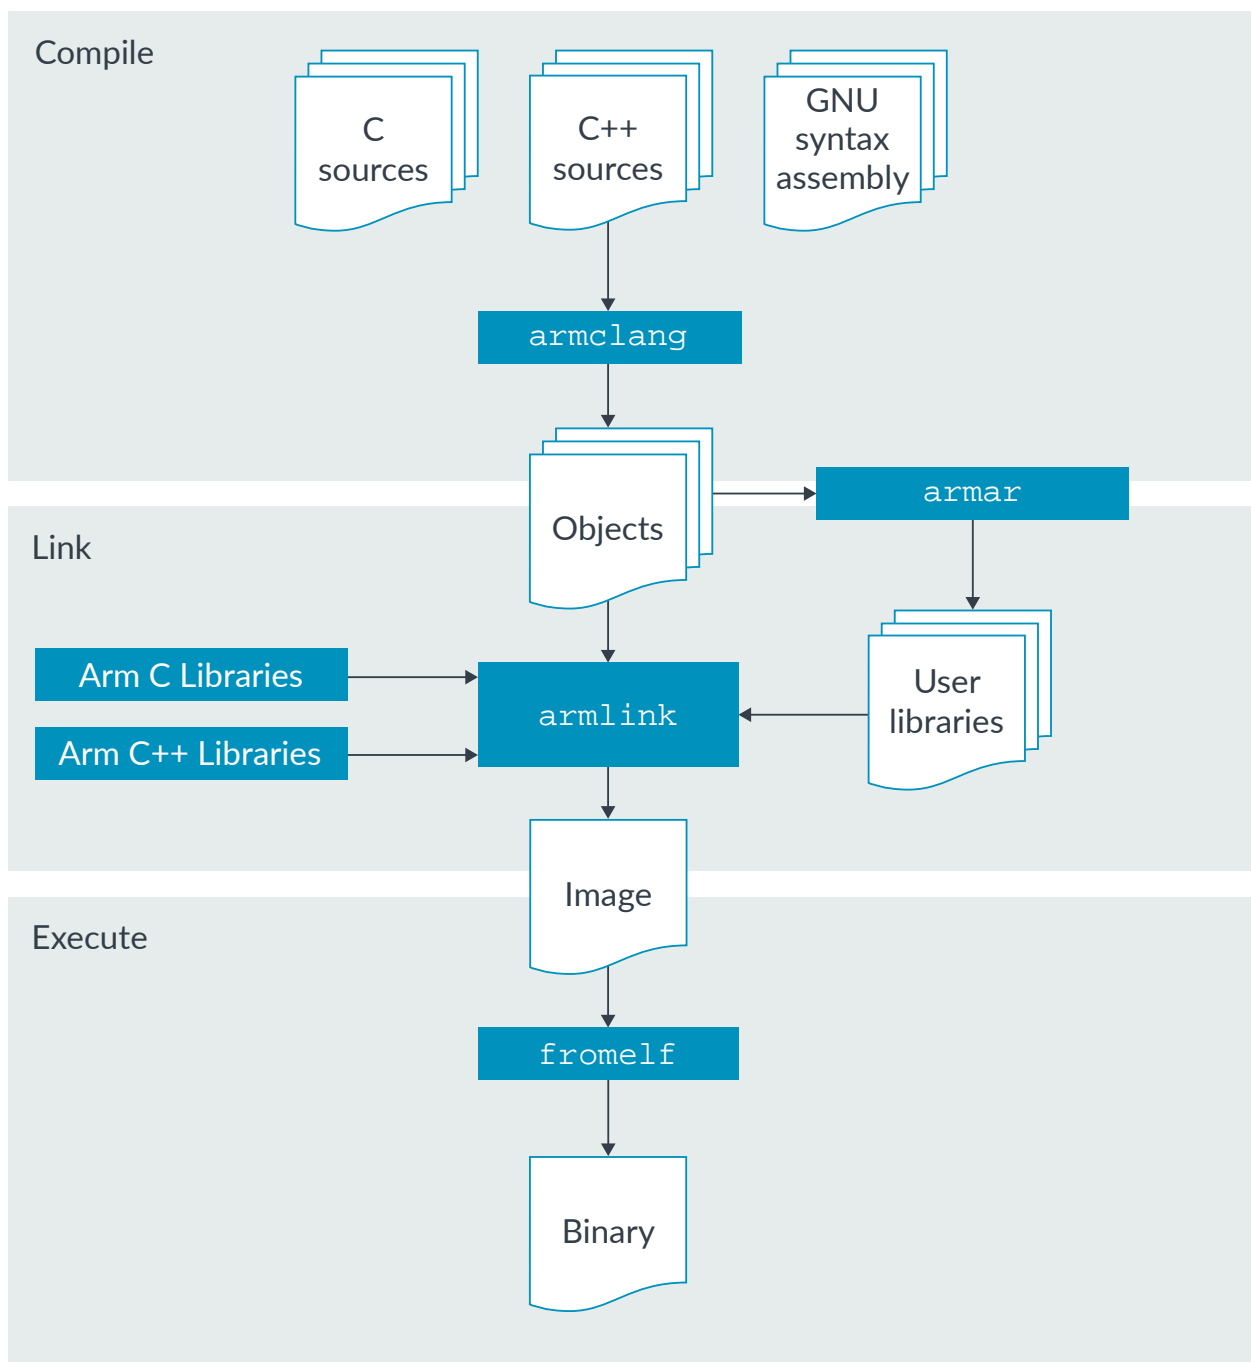 Compile
C
sources
C++
sources
GNU
syntax
assembly
armclang
Objects
armar
Link
Arm C Libraries
Arm C++ Libraries
armlink
User
libraries
Image
Execute
fromelf
Binary